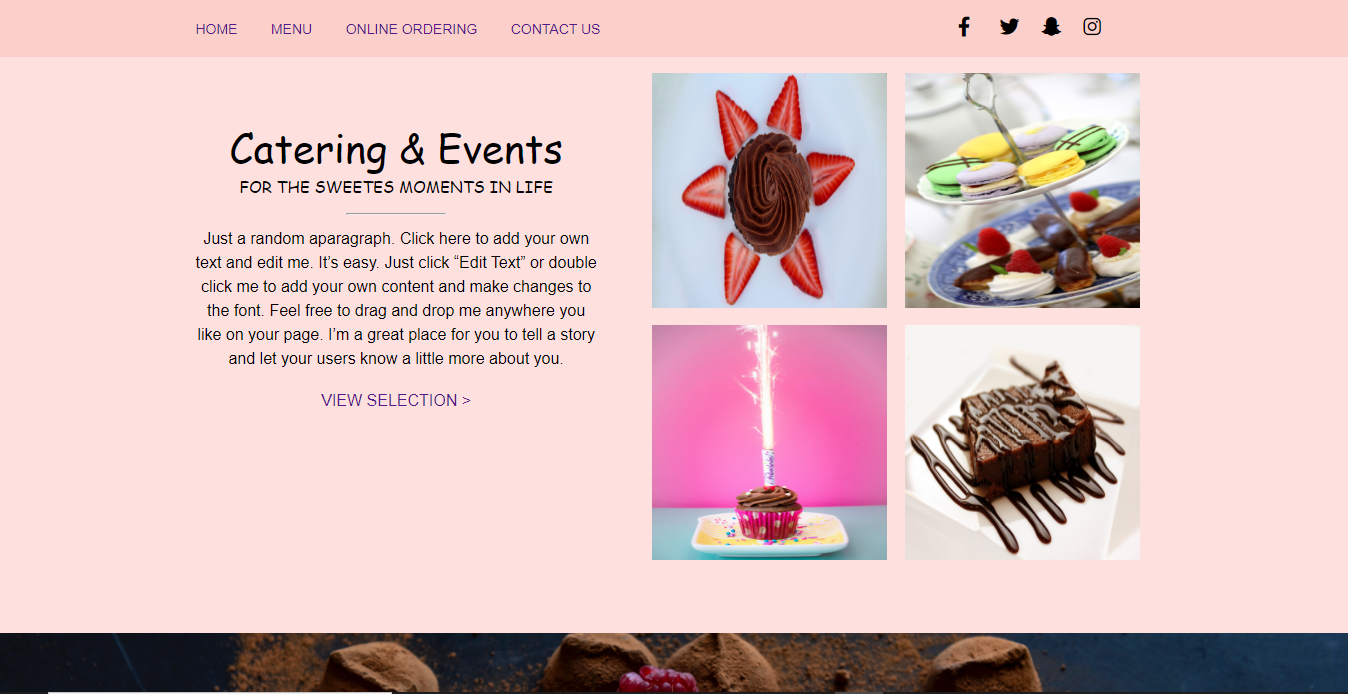 HOME MENU ONLINE ORDERING CONTACT US
Catering & Events
FOR THE SWEETES MOMENTS IN LIFE
Just a random aparagraph. Click here to add your own
text and edit me. It’s easy. Just click “Edit Text” or double
click me to add your own content and make changes to
the font. Feel free to drag and drop me anywhere you
like on your page. I’m a great place for you to tell a story
and let your users know a little more about you.
VIEW SELECTION >